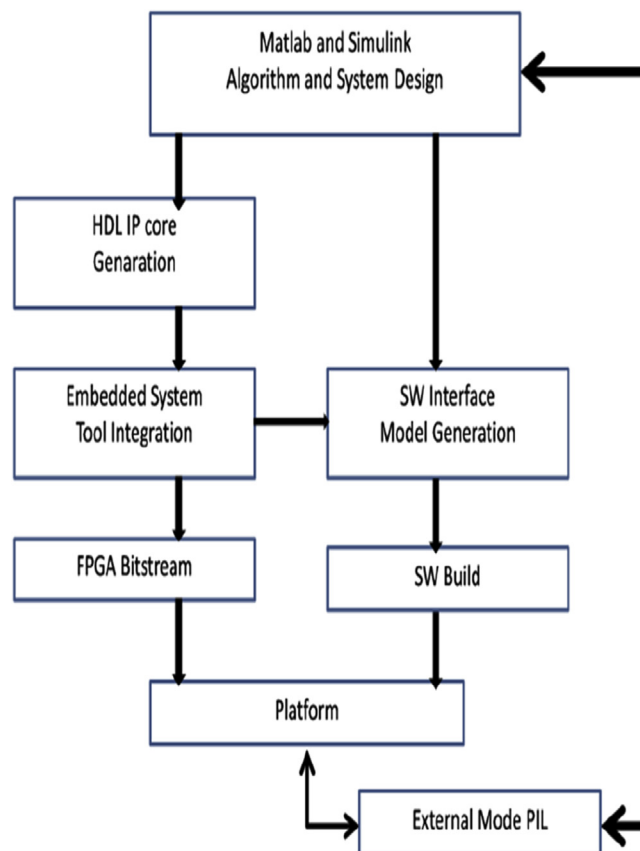 Matlab and Simulink
Algorithm and System Design
HDL IP core
Genaration
Embedded System
Tool Integration
SW Interface
Model Generation
FPGA Bitstream
SW Build
Platform
External Mode PIL